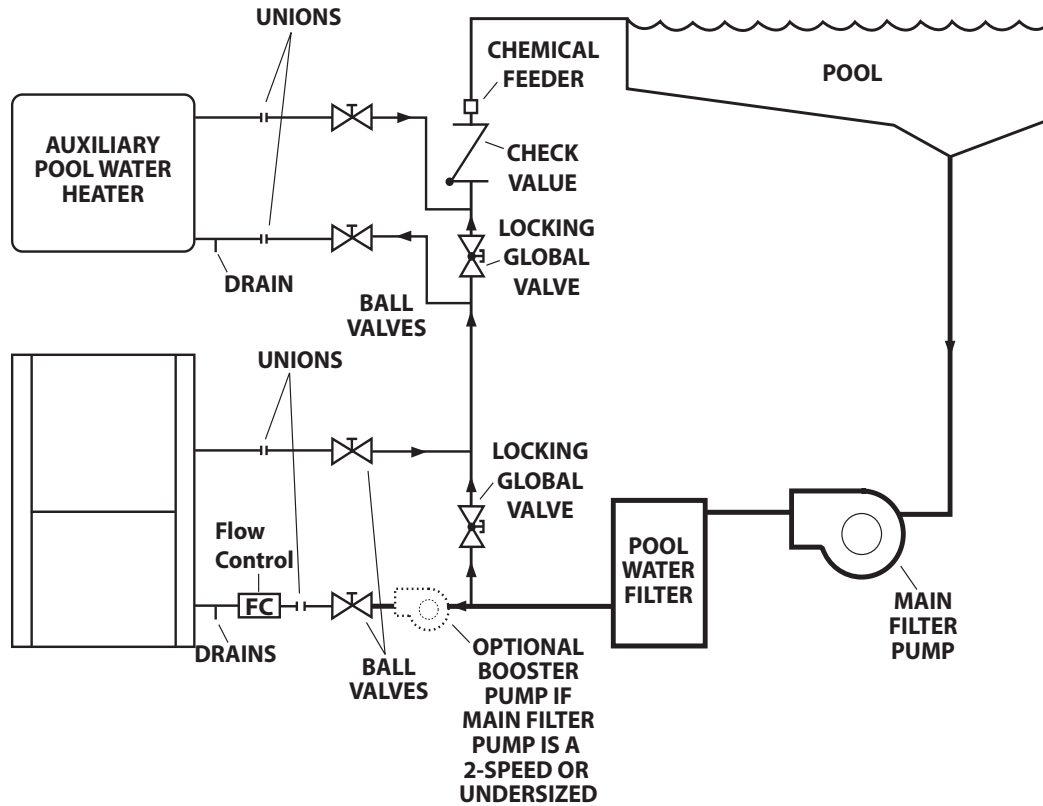 UNIONS
CHEMICAL
FEEDER
POOL
AUXILIARY
POOL WATER
HEATER
CHECK
VALUE
LOCKING
GLOBAL
VALVE
DRAIN
BALL
VALVES
UNIONS
LOCKING
GLOBAL
VALVE
Flow
Control
FC
POOL
WATER
FILTER
MAIN
FILTER
PUMP
DRAINS
BALL
VALVES
OPTIONAL
BOOSTER
PUMP IF
MAIN FILTER
PUMP IS A
2-SPEED OR
UNDERSIZED